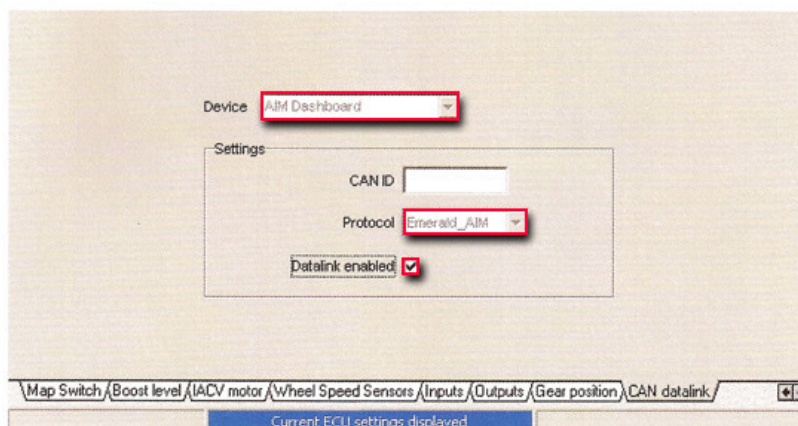 Device AIM Dashboard
Settings
CAN ID
Protocol Emerald_AIM
Datalink enabled
Map Switch Boost level IACV motor Wheel Speed Sensors Inputs Outputs Gear position CAN datalink
Current ECU settings displayed